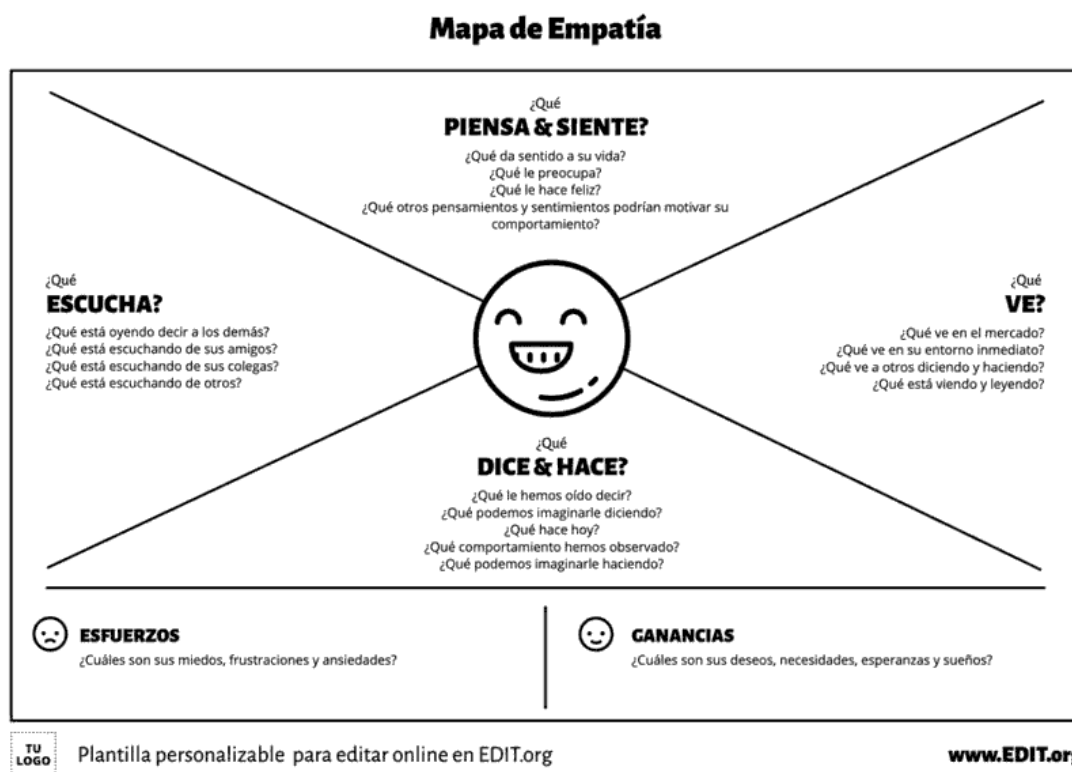 Mapa de Empatía
¿Qué
PIENSA & SIENTE?
¿Qué da sentido a su vida?
¿Qué le preocupa?
¿Qué le hace feliz?
¿Qué otros pensamientos y sentimientos podrían motivar su
comportamiento?
¿Qué
ESCUCHA?
¿Qué está oyendo decir a los demás?
¿Qué está escuchando de sus amigos?
¿Qué está escuchando de sus colegas?
¿Qué está escuchando de otros?
¿Qué
VE?
¿Qué ve en el mercado?
¿Qué ve en su entorno inmediato?
¿Qué ve a otros diciendo y haciendo?
¿Qué está viendo y leyendo?
¿Qué
DICE & HACE?
¿Qué le hemos oído decir?
¿Qué podemos imaginarle diciendo?
¿Qué hace hoy?
¿Qué comportamiento hemos observado?
¿Qué podemos imaginarle haciendo?
ESFUERZOS
¿Cuáles son sus miedos, frustraciones y ansiedades?
GANANCIAS
¿Cuáles son sus deseos, necesidades, esperanzas y sueños?
TU
LOGO
Plantilla personalizable para editar online en EDIT.org
www.EDIT.org